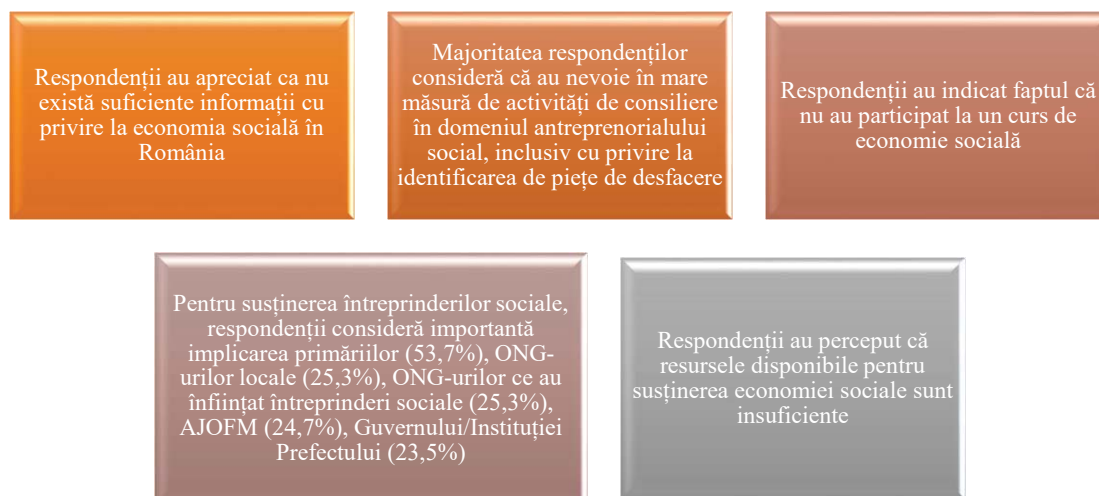 Respondenții au apreciat ca nu
există suficiente informații cu
privire la economia socială în
România
Majoritatea respondenților
consideră că au nevoie în mare
măsură de activități de consiliere
în domeniul antreprenorialului
social, inclusiv cu privire la
identificarea de piețe de desfacere
Respondenții au indicat faptul că
nu au participat la un curs de
economie socială
Pentru susținerea întreprinderilor sociale,
respondenții consideră importantă
implicarea primăriilor (53,7%), ONG-
urilor locale (25,3%), ONG-urilor ce au
înființat întreprinderi sociale (25,3%),
AJOFM (24,7%), Guvernului/Instituției
Prefectului (23,5%)
Respondenții au perceput că
resursele disponibile pentru
susținerea economiei sociale sunt
insuficiente